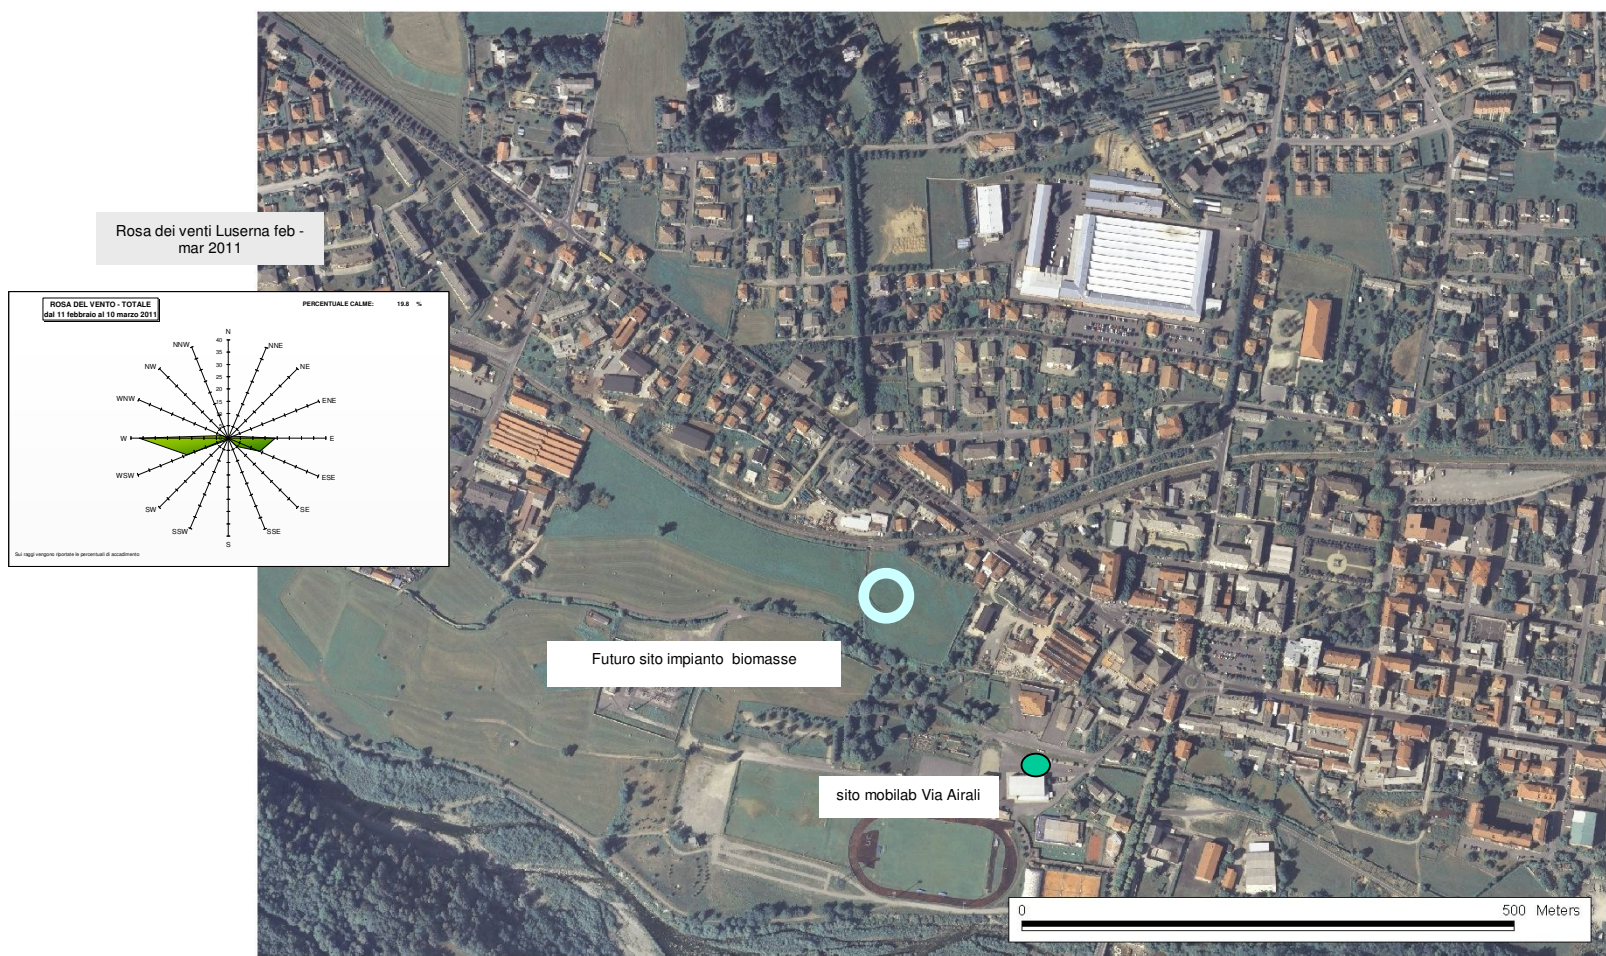 Rosa dei venti Luserna feb -
mar 2011
ROSA DEL VENTO - TOTALE
dal 11 febbraio al 10 marzo 2011
PERCENTUALE CALME: 19.8 %
N
NNW
NNE
NW
NE
WNW
ENE
W
E
WSW
ESE
SW
SE
SSW
SSE
S
40
35
30
25
20
15
Sui raggi vengono riportate le percentuali di accadimento
Futuro sito impianto biomasse
sito mobilab Via Airali
0 500 Meters